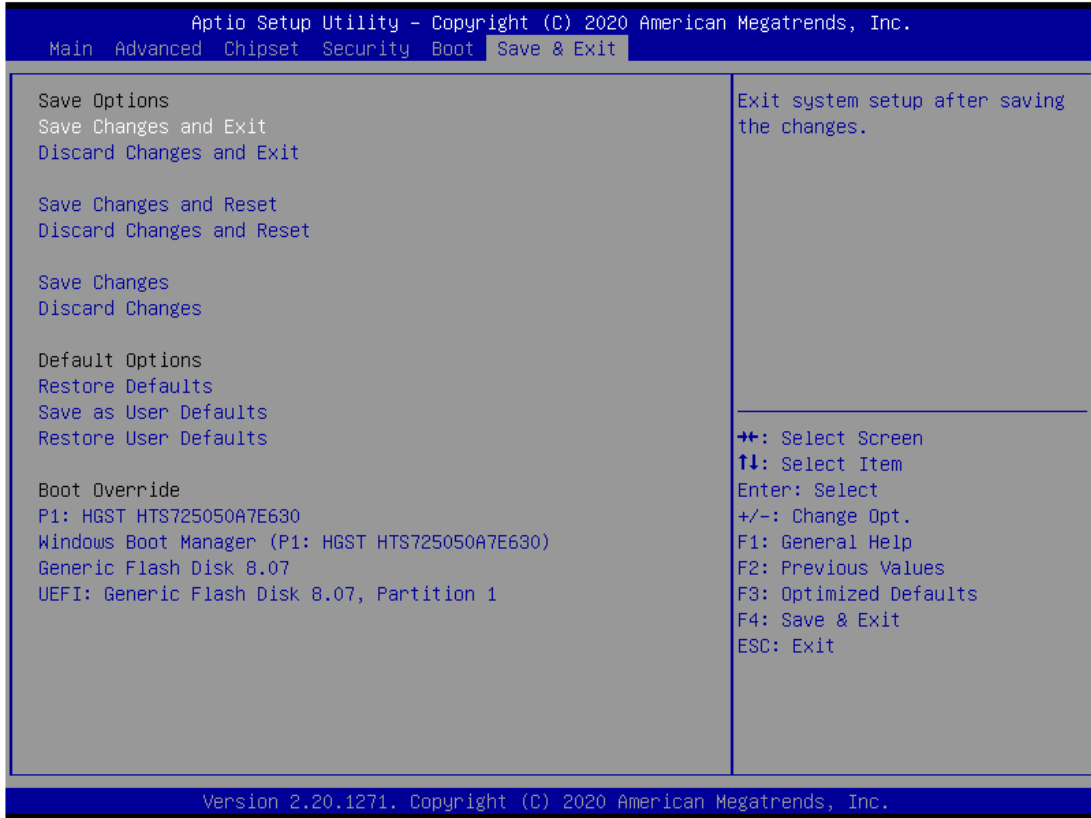 Aptio Setup Utility – Copyright (C) 2020 American Megatrends, Inc.
Main Advanced Chipset Security Boot Save & Exit
Save Options
Save Changes and Exit
Discard Changes and Exit
Save Changes and Reset
Discard Changes and Reset
Save Changes
Discard Changes
Default Options
Restore Defaults
Save as User Defaults
Restore User Defaults
Boot Override
P1: HGST HTS725050A7E630
Windows Boot Manager (P1: HGST HTS725050A7E630)
Generic Flash Disk 8.07
UEFI: Generic Flash Disk 8.07, Partition 1
Exit system setup after saving
the changes.
→←: Select Screen
↑↓: Select Item
Enter: Select
+/-: Change Opt.
F1: General Help
F2: Previous Values
F3: Optimized Defaults
F4: Save & Exit
ESC: Exit
Version 2.20.1271. Copyright (C) 2020 American Megatrends, Inc.